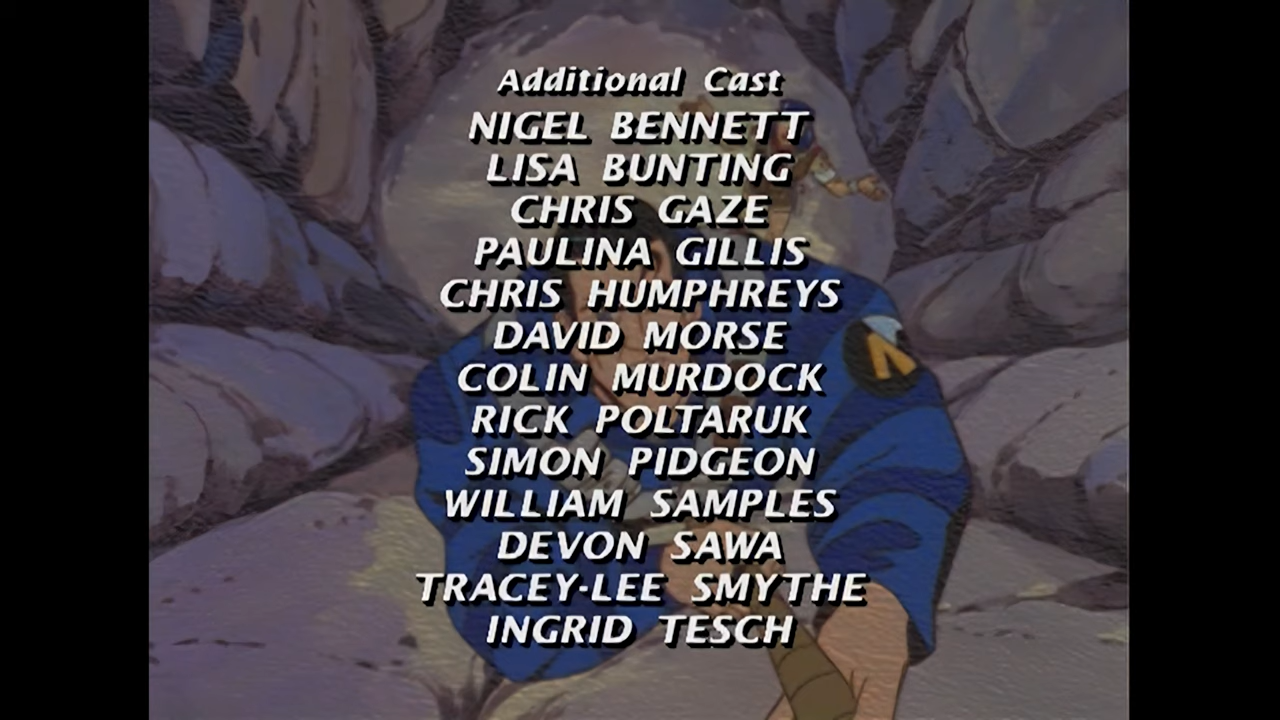 Additional Cast
NIGEL BENNETT
LISA BUNTING
CHRIS GAZE
PAULINA GILLIS
CHRIS HUMPHREYS
DAVID MORSE
COLIN MURDOCK
RICK POLTARUK
SIMON PIDGEON
WILLIAM SAMPLES
DEVON SAWA
TRACEY-LEE SMYTHE
INGRID TESCH